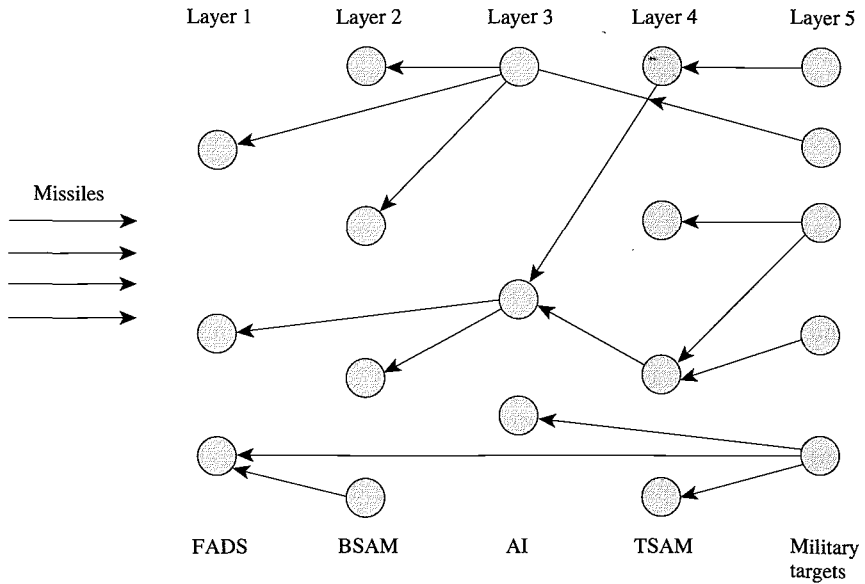 Layer 1 Layer 2 Layer 3 Layer 4 Layer 5
Missiles
FADS BSAM AI TSAM Military
targets